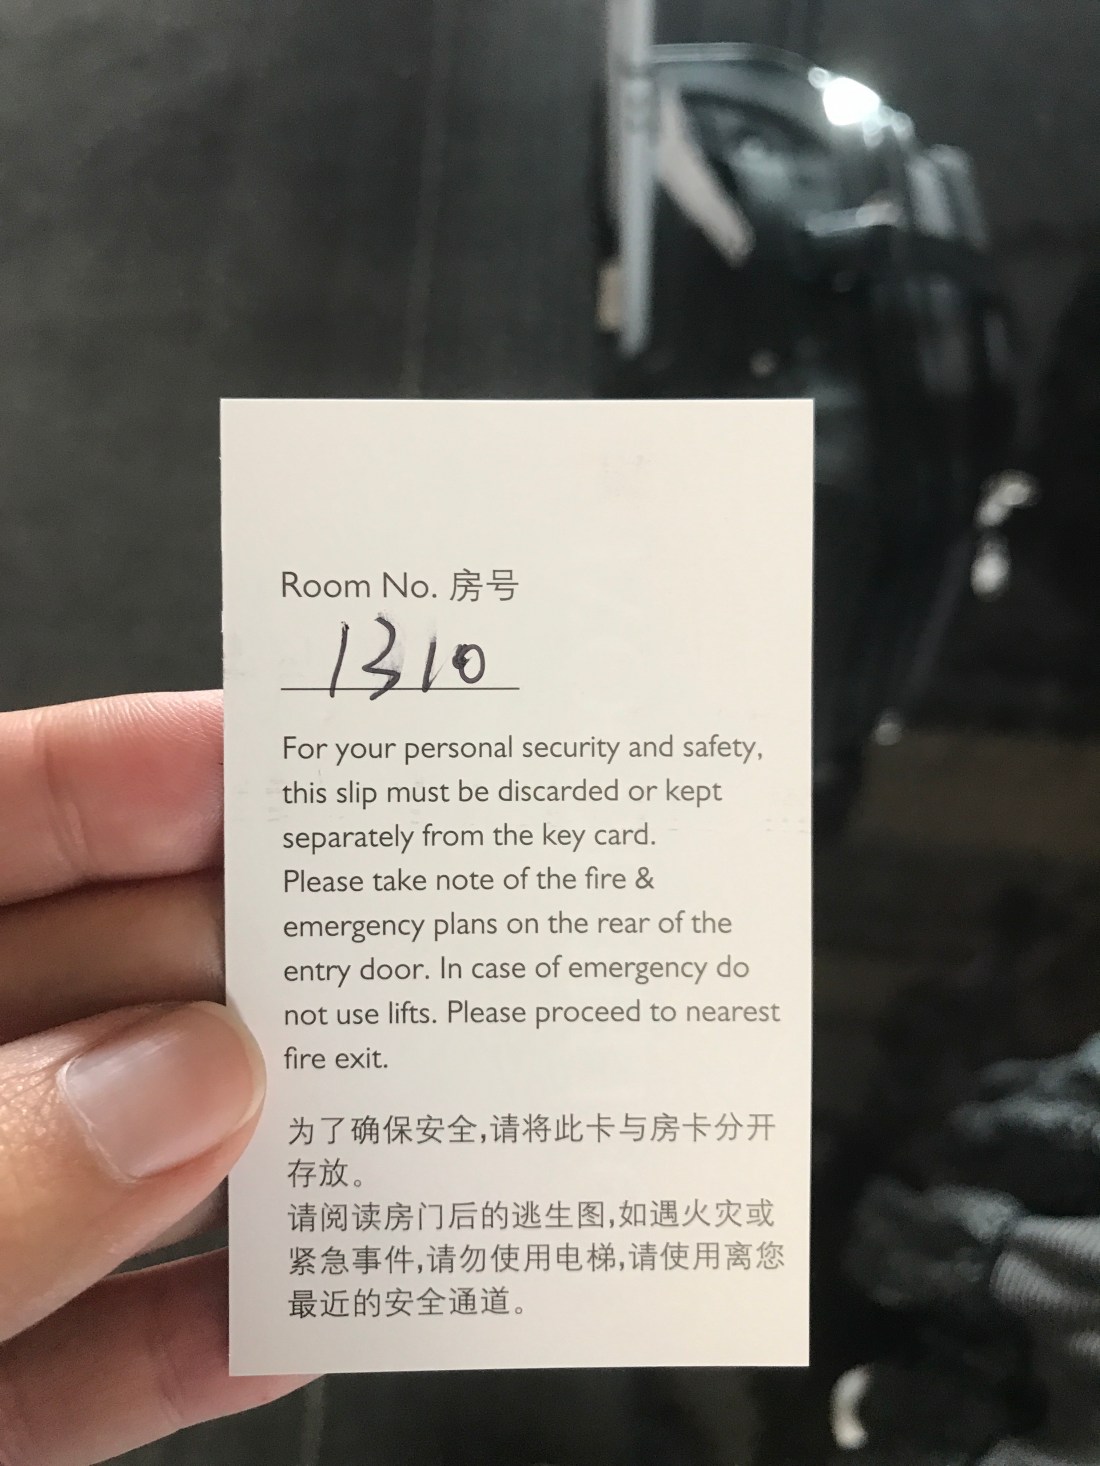 Room No. 房号
1310
For your personal security and safety,
this slip must be discarded or kept
separately from the key card.
Please take note of the fire &
emergency plans on the rear of the
entry door. In case of emergency do
not use lifts. Please proceed to nearest
fire exit.
为了确保安全,请将此卡与房卡分开
存放。
请阅读房门后的逃生图,如遇火灾或
紧急事件,请勿使用电梯,请使用离您
最近的安全通道。